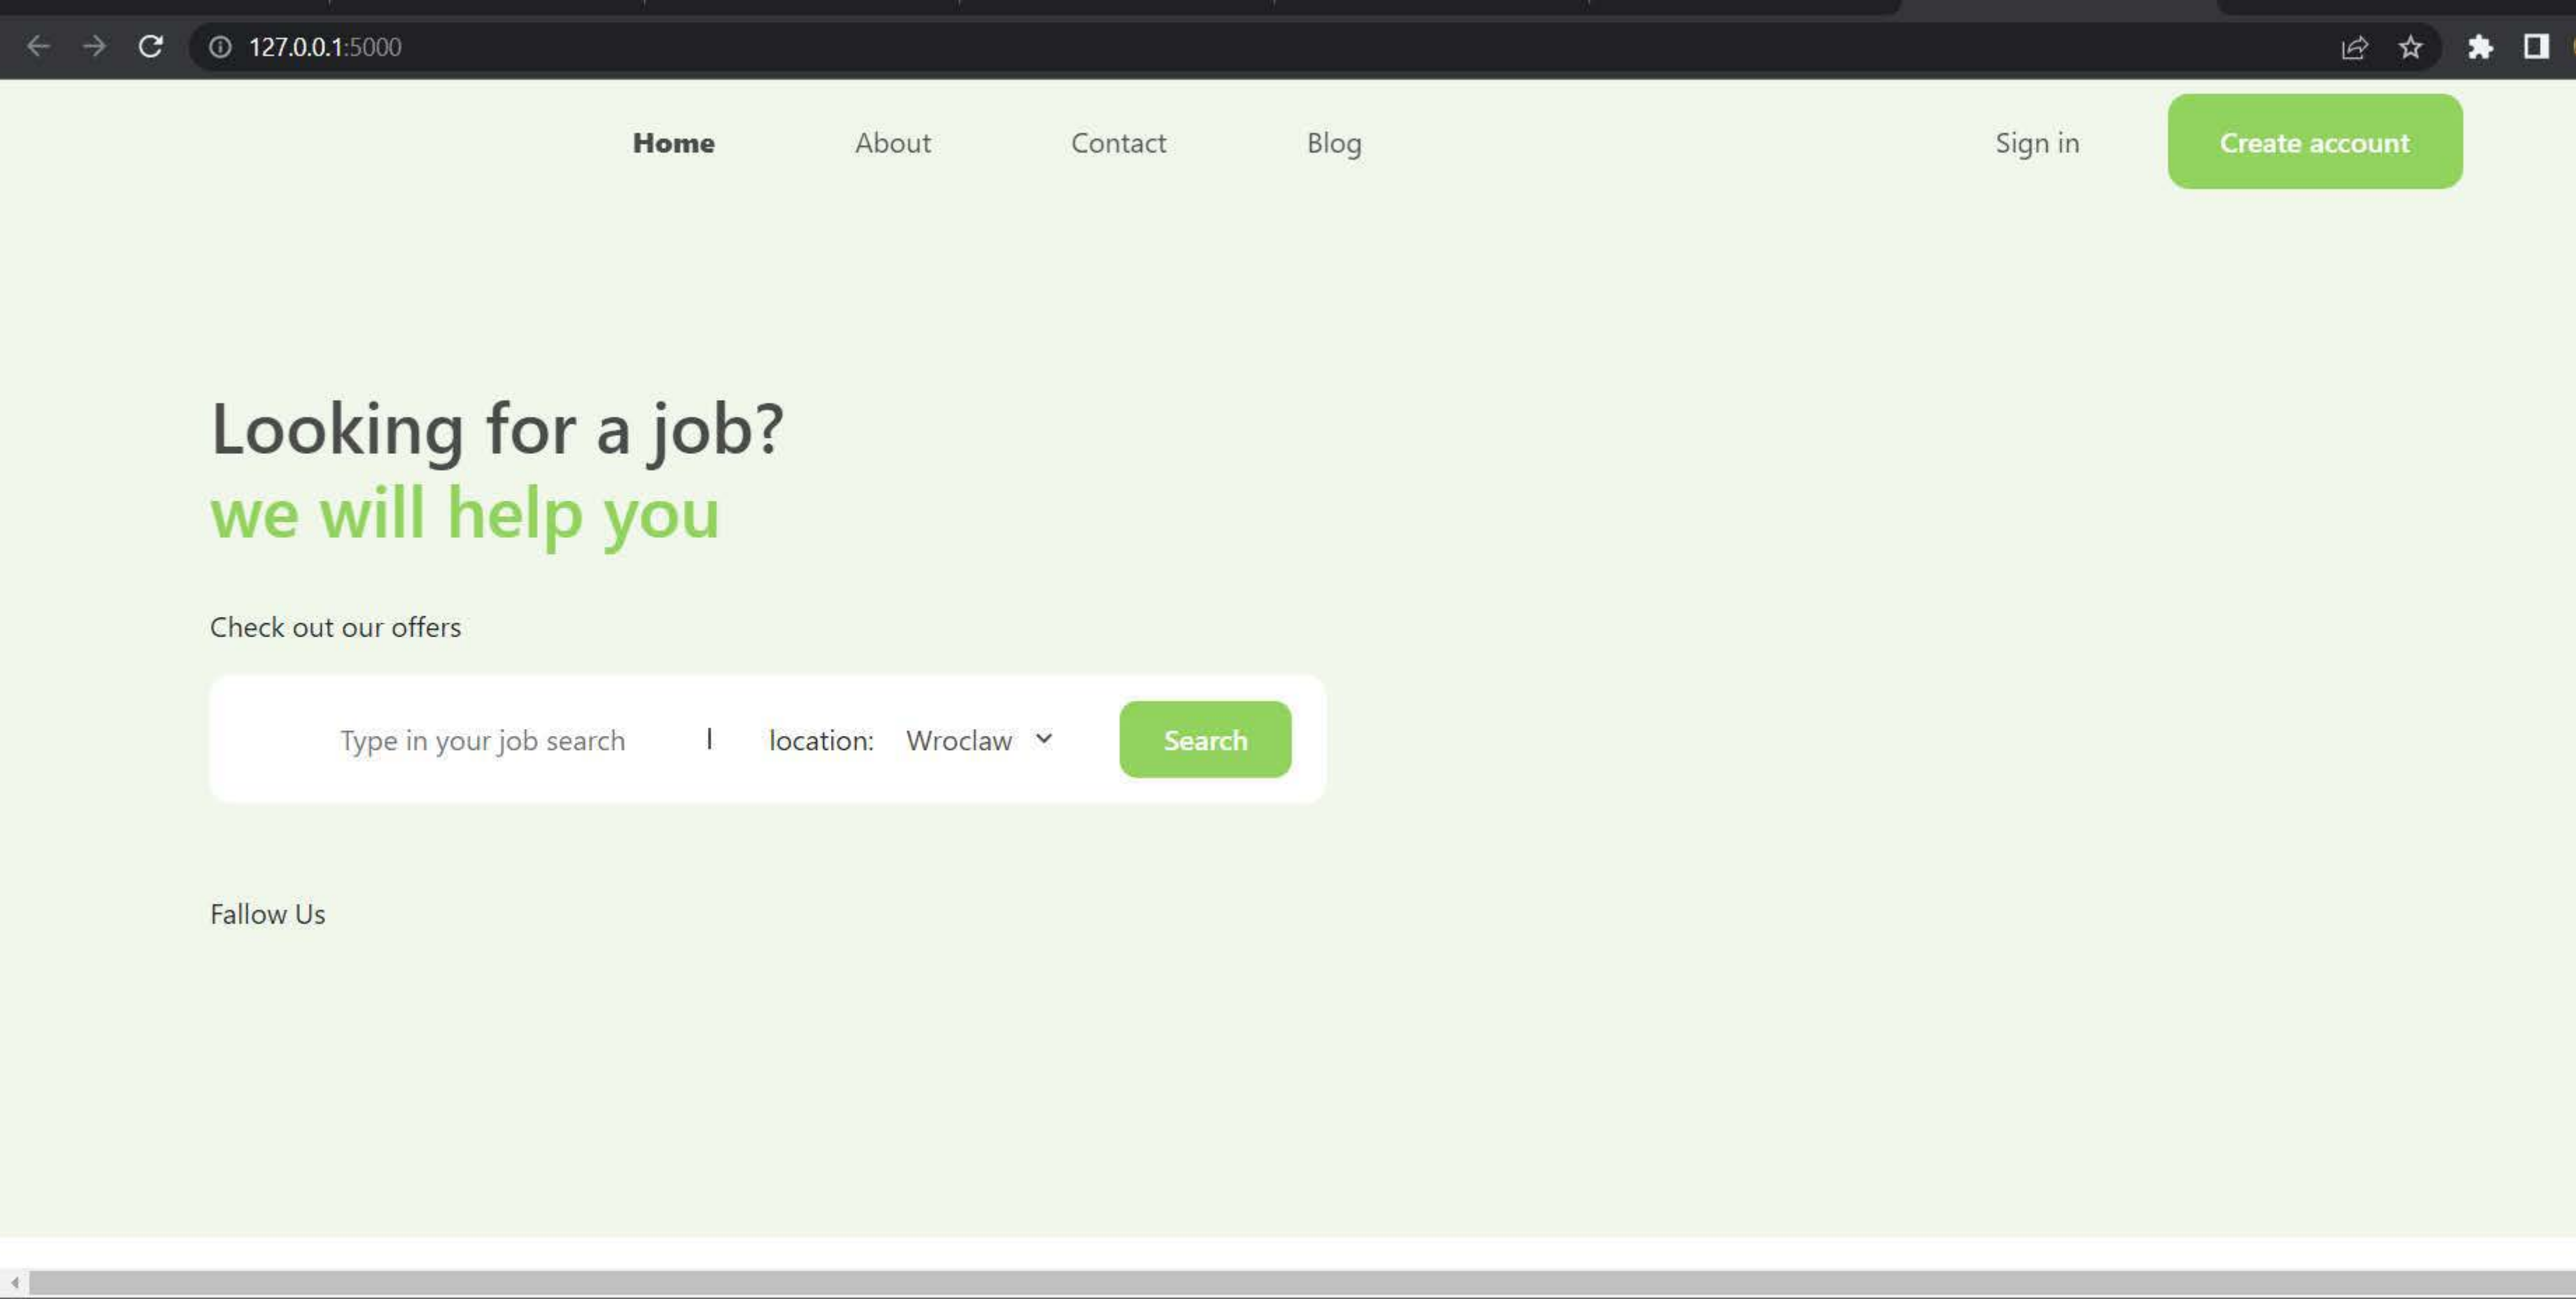 127.0.0.1:5000
Home About Contact Blog Sign in Create account
Looking for a job?
we will help you
Check out our offers
Type in your job search | location: Wroclaw Search
Fallow Us